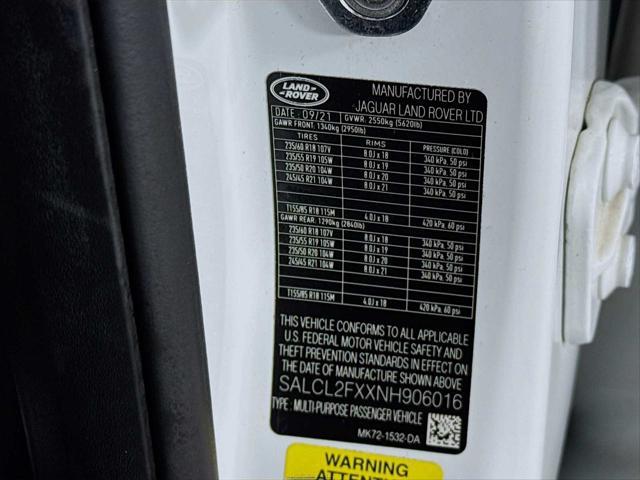 LAND-
-ROVER
MANUFACTURED BY
JAGUAR LAND ROVER LTD
DATE: 09/21 GVWR: 2550kg (5620lb)
GAWR FRONT: 1340kg (2950lb)
TIRES RIMS PRESSURE (COLD)
235/60 R18 107V 8.0J x 18 340 kPa, 50 psi
235/55 R19 105W 8.0J x 19 340 kPa, 50 psi
235/50 R20 104W 8.0J x 20 340 kPa, 50 psi
245/45 R21 104W 8.0J x 21 340 kPa, 50 psi
T155/85 R18 115M 4.0J x 18 420 kPa, 60 psi
GAWR REAR: 1290kg (2840lb)
235/60 R18 107V 8.0J x 18 340 kPa, 50 psi
235/55 R19 105W 8.0J x 19 340 kPa, 50 psi
235/50 R20 104W 8.0J x 20 340 kPa, 50 psi
245/45 R21 104W 8.0J x 21 340 kPa, 50 psi
T155/85 R18 115M 4.0J x 18 420 kPa, 60 psi
THIS VEHICLE CONFORMS TO ALL APPLICABLE
U.S. FEDERAL MOTOR VEHICLE SAFETY AND
THEFT PREVENTION STANDARDS IN EFFECT ON
THE DATE OF MANUFACTURE SHOWN ABOVE
SALCL2FXXNH906016
TYPE : MULTI-PURPOSE PASSENGER VEHICLE
MK72-1532-DA
WARNING
ATTENTION